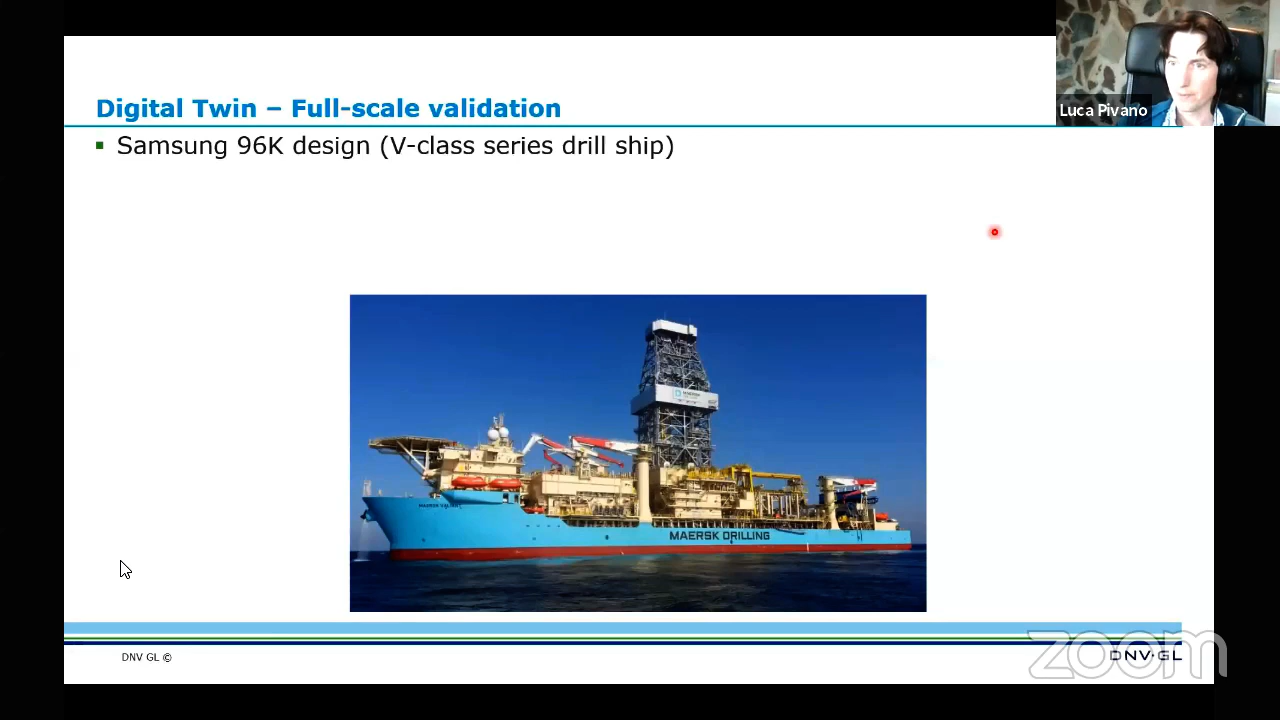 Luca Pivano
Digital Twin – Full-scale validation
Samsung 96K design (V-class series drill ship)
MAERSK DRILLING
DNV GL ©
DNV·GL
zoom